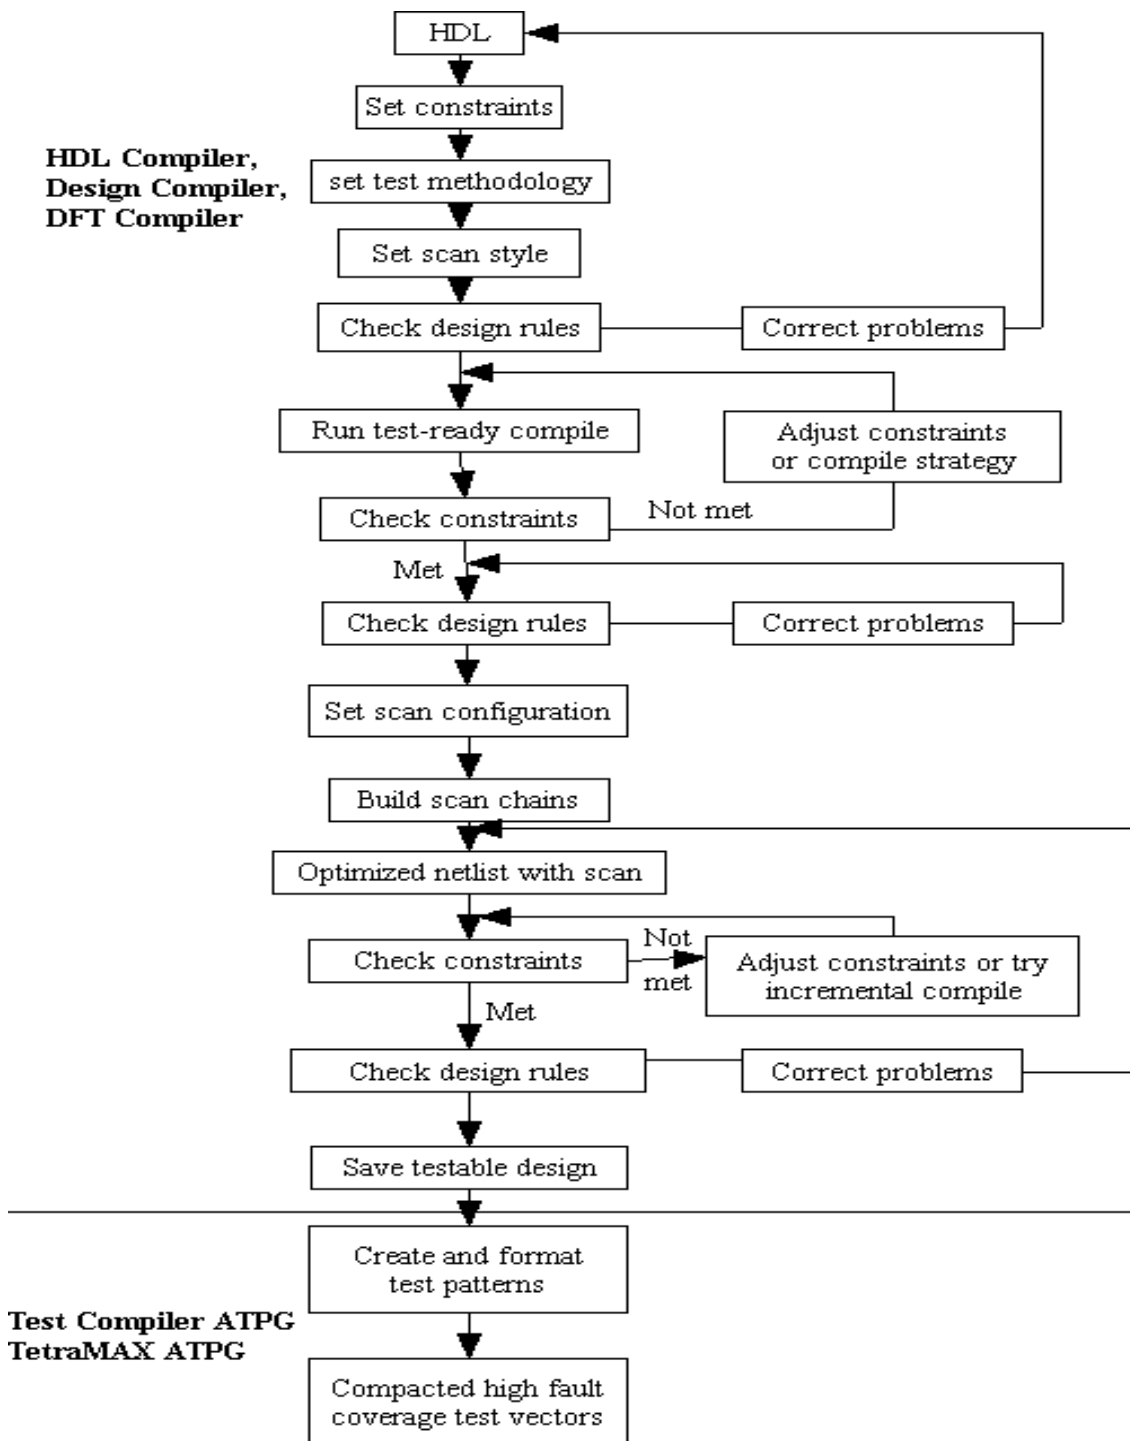 HDL
Set constraints
HDL Compiler,
Design Compiler,
DFT Compiler
set test methodology
Set scan style
Check design rules
Correct problems
Run test-ready compile
Adjust constraints
or compile strategy
Check constraints
Not met
Met
Check design rules
Correct problems
Set scan configuration
Build scan chains
Optimized netlist with scan
Check constraints
Not
met
Adjust constraints or try
incremental compile
Met
Check design rules
Correct problems
Save testable design
Create and format
test patterns
Test Compiler ATPG
TetraMAX ATPG
Compacted high fault
coverage test vectors